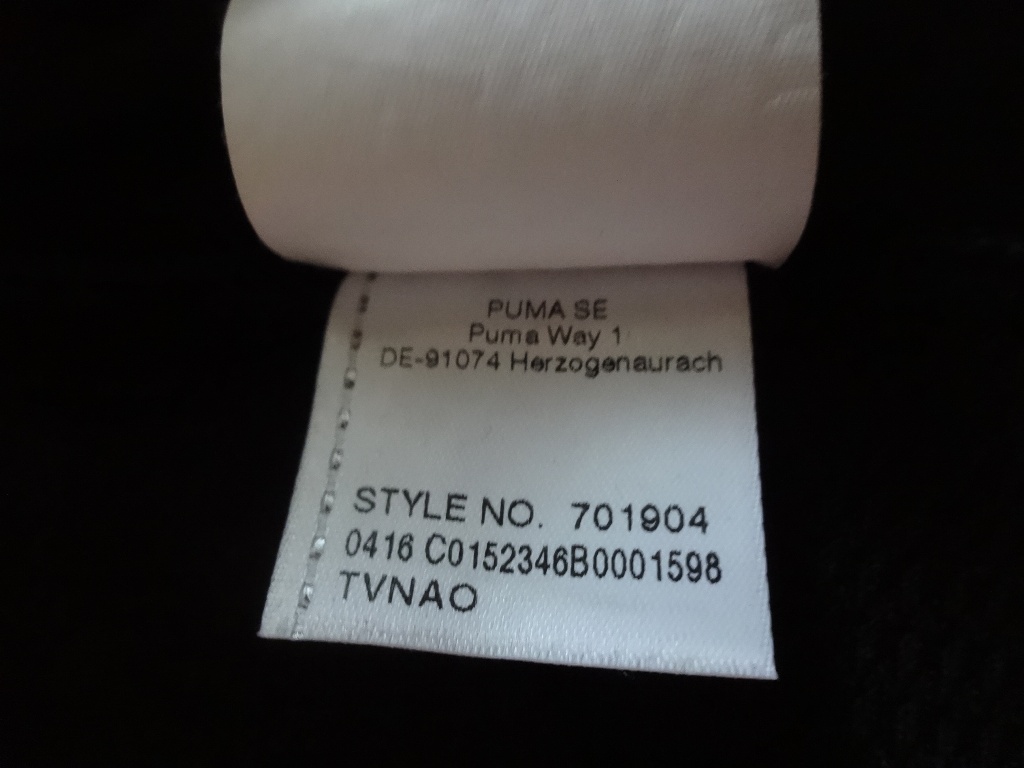 PUMA SE
Puma Way 1
DE-91074 Herzogenaurach
STYLE NO. 701904
0416 C0152346B0001598
TVNAO